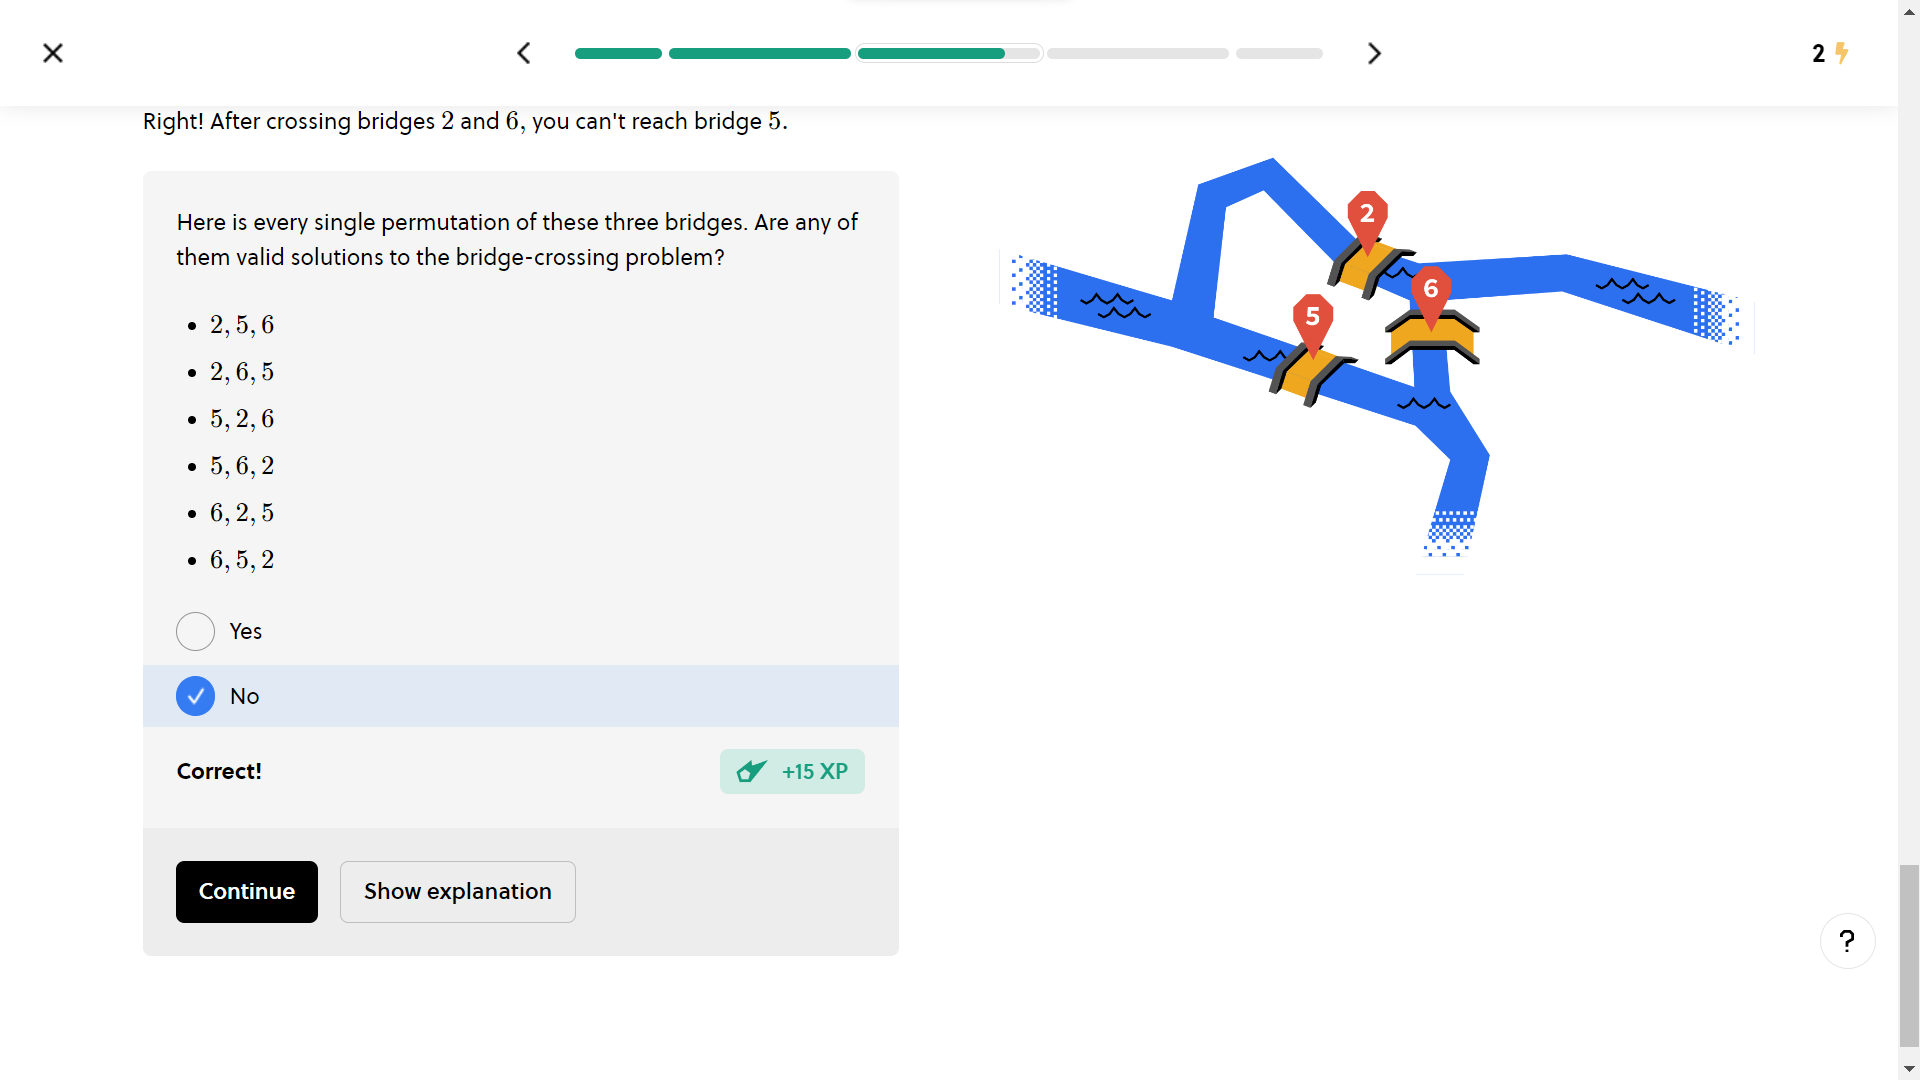 2
Right! After crossing bridges 2 and 6, you can't reach bridge 5.
Here is every single permutation of these three bridges. Are any of
them valid solutions to the bridge-crossing problem?
• 2, 5, 6
• 2, 6, 5
• 5, 2, 6
• 5, 6, 2
• 6, 2, 5
• 6, 5, 2
Yes
No
Correct!
+15 XP
Continue
Show explanation
2
6
5
?